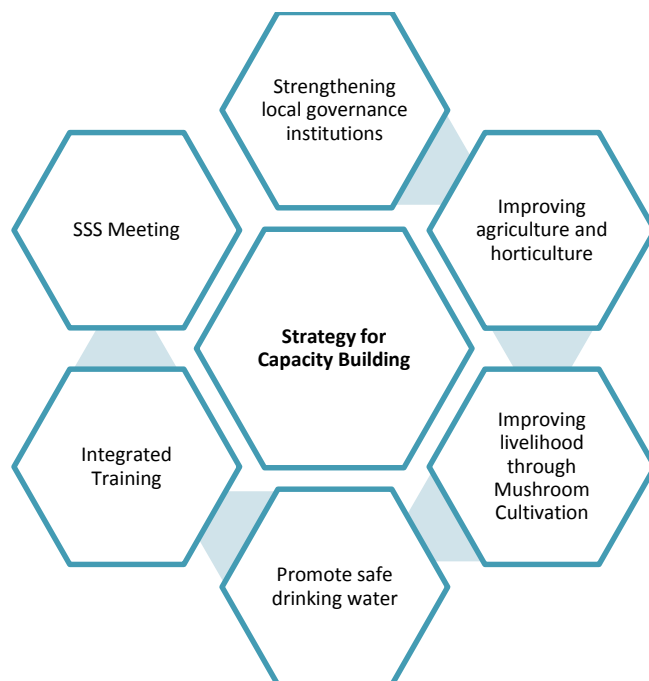 Strengthening
local governance
institutions
Improving
agriculture and
horticulture
Improving
livelihood
through
Mushroom
Cultivation
Promote safe
drinking water
Integrated
Training
SSS Meeting
Strategy for
Capacity Building